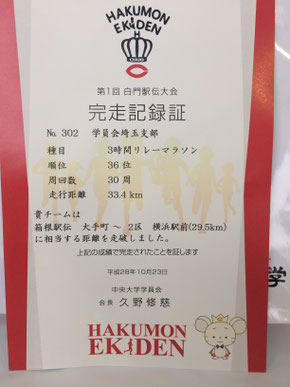 HAKUMON
EKIDEN
CHUO
第1回 白門駅伝大会
完走記録証
No. 302 学員会埼玉支部
種目 3時間リレーマラソン
順位 36位
周回数 30周
走行距離 33.4km
貴チームは
箱根駅伝 大手町 〜 2区 横浜駅前(29.5km)
に相当する距離を走破しました。
上記の成績で完走されたことを証します
平成28年10月23日
中央大学学員会
会長 久野修慈
HAKUMON
EKIDEN
学